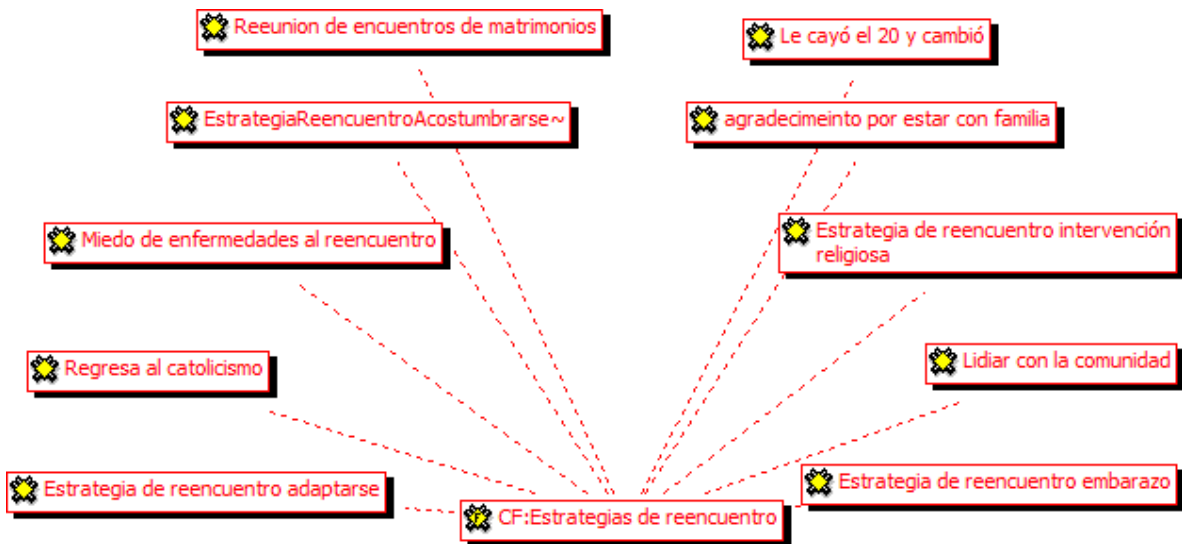 Reeunion de encuentros de matrimonios
Le cayó el 20 y cambió
EstrategiaReencuentroAcostumbrarse~
agradecimeinto por estar con familia
Miedo de enfermedades al reencuentro
Estrategia de reencuentro intervención
religiosa
Regresa al catolicismo
Lidiar con la comunidad
Estrategia de reencuentro adaptarse
Estrategia de reencuentro embarazo
CF:Estrategias de reencuentro